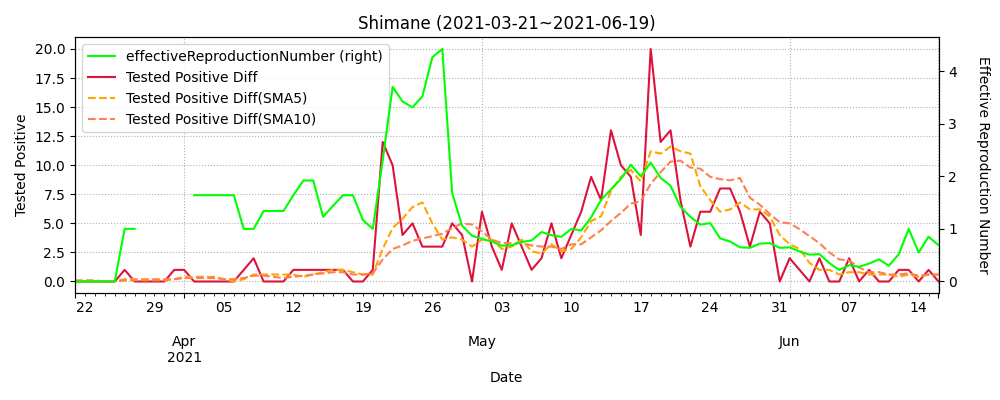 Shimane (2021-03-21~2021-06-19)
effectiveReproductionNumber (right)
Tested Positive Diff
Tested Positive Diff(SMA5)
Tested Positive Diff(SMA10)
Tested Positive
20.0
17.5
15.0
12.5
10.0
7.5
5.0
2.5
0.0
4
3
2
1
0
Effective Reproduction Number
22 29 05 12 19 26 03 10 17 24 31 07 14
Apr May Jun
2021
Date